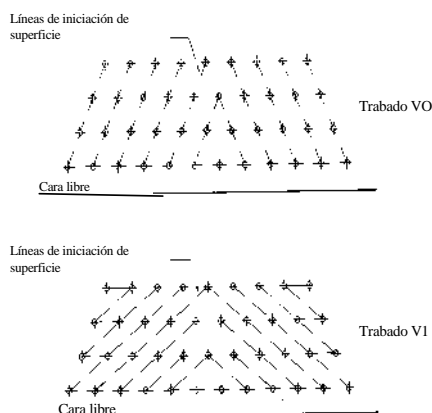 Líneas de iniciación de
superficie
Trabado VO
Cara libre
Líneas de iniciación de
superficie
Trabado V1
Cara libre